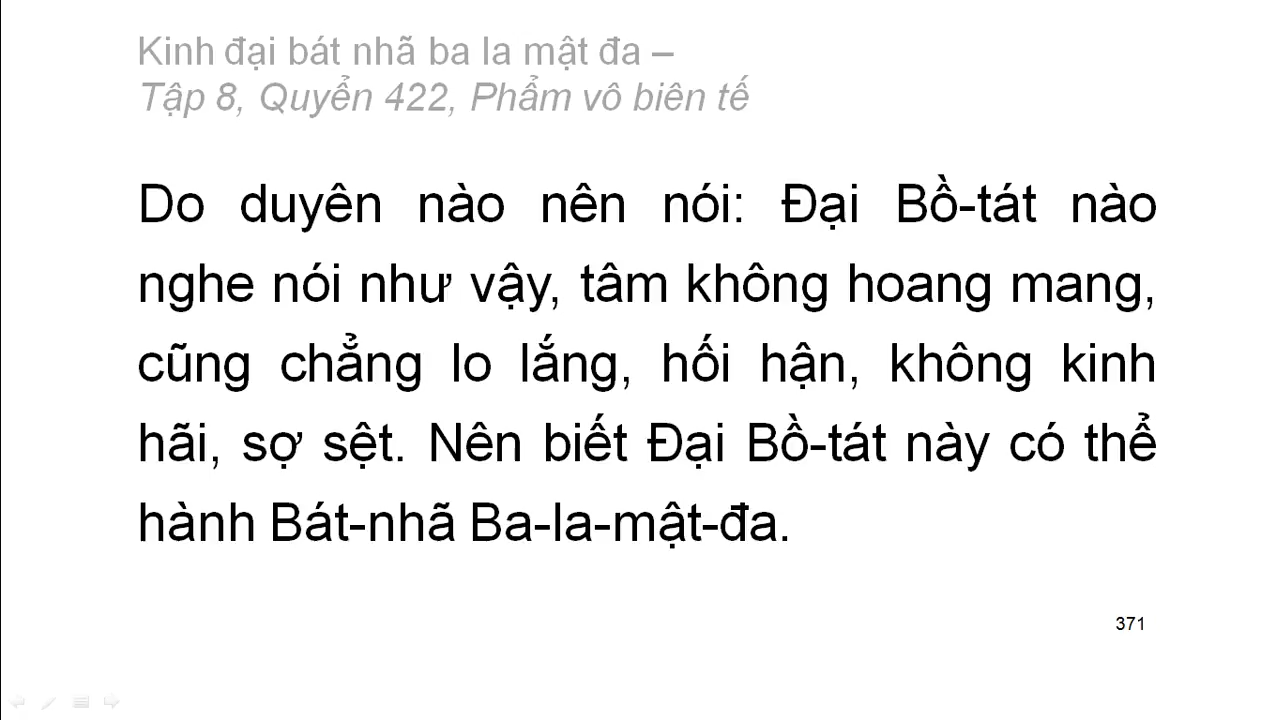 Kinh đại bát nhã ba la mật đa –
Tập 8, Quyển 422, Phẩm vô biên tế
Do duyên nào nên nói: Đại Bồ-tát nào
nghe nói như vậy, tâm không hoang mang,
cũng chẳng lo lắng, hối hận, không kinh
hãi, sợ sệt. Nên biết Đại Bồ-tát này có thể
hành Bát-nhã Ba-la-mật-đa.
371